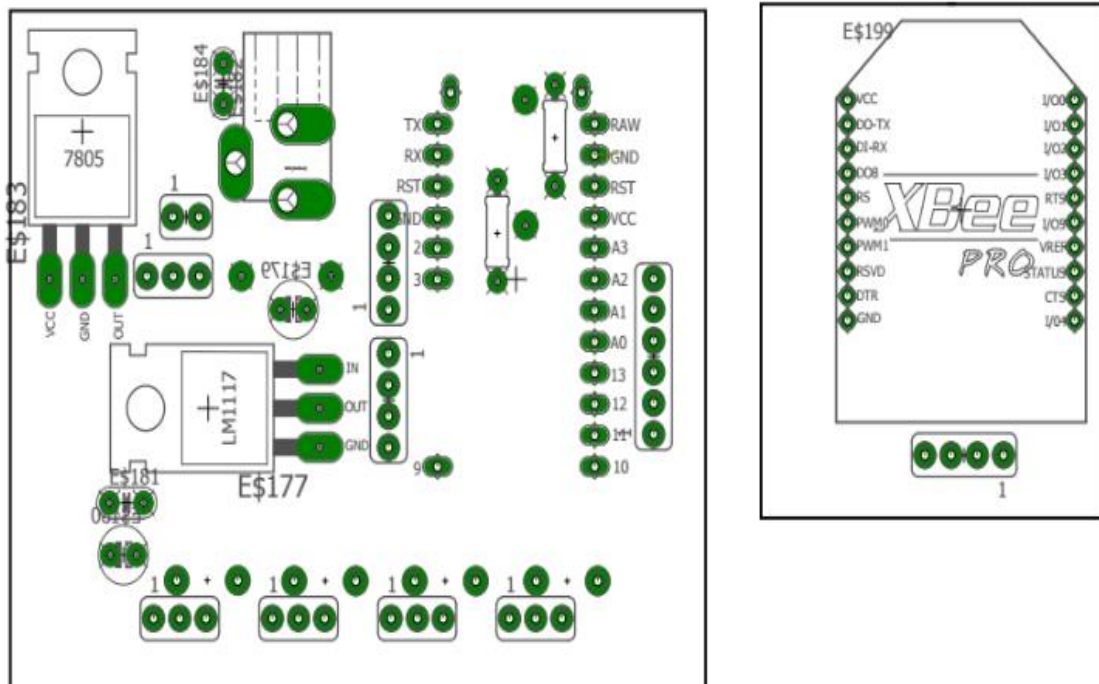 E$183
7805
VCC
GND
OUT
E$184
E$182
1
1
E$179
1
1
LM1117
IN
OUT
GND
E$177
E$181
TX
RX
RST
GND
2
3
9
RAW
GND
RST
VCC
A3
A2
A1
A0
13
12
11
10
1
1
1
1
1
E$199
VCC
DO-TX
DI-RX
DO8
RS
PWM0
PWM1
RSVD
DTR
GND
XBee
PRO
I/O0
I/O1
I/O2
I/O3
RTS
I/O9
VREF
STATUS
CTS
I/04
1